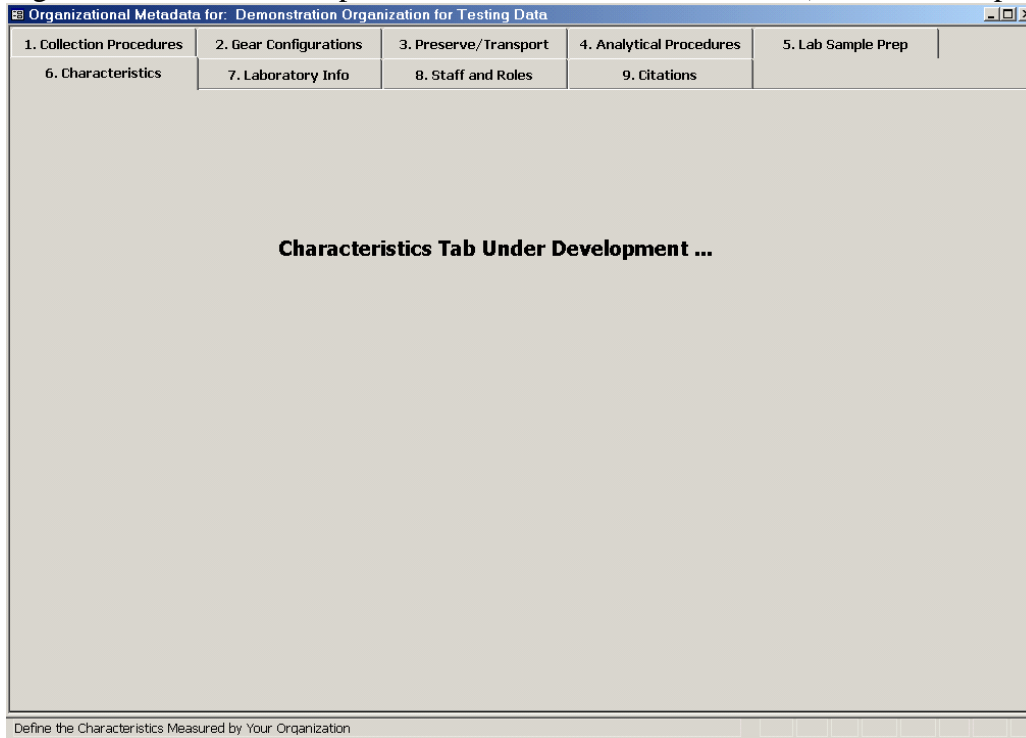 Organizational Metadata for: Demonstration Organization for Testing Data
1. Collection Procedures 2. Gear Configurations 3. Preserve/Transport 4. Analytical Procedures 5. Lab Sample Prep
6. Characteristics 7. Laboratory Info 8. Staff and Roles 9. Citations
Characteristics Tab Under Development ...
Define the Characteristics Measured by Your Organization